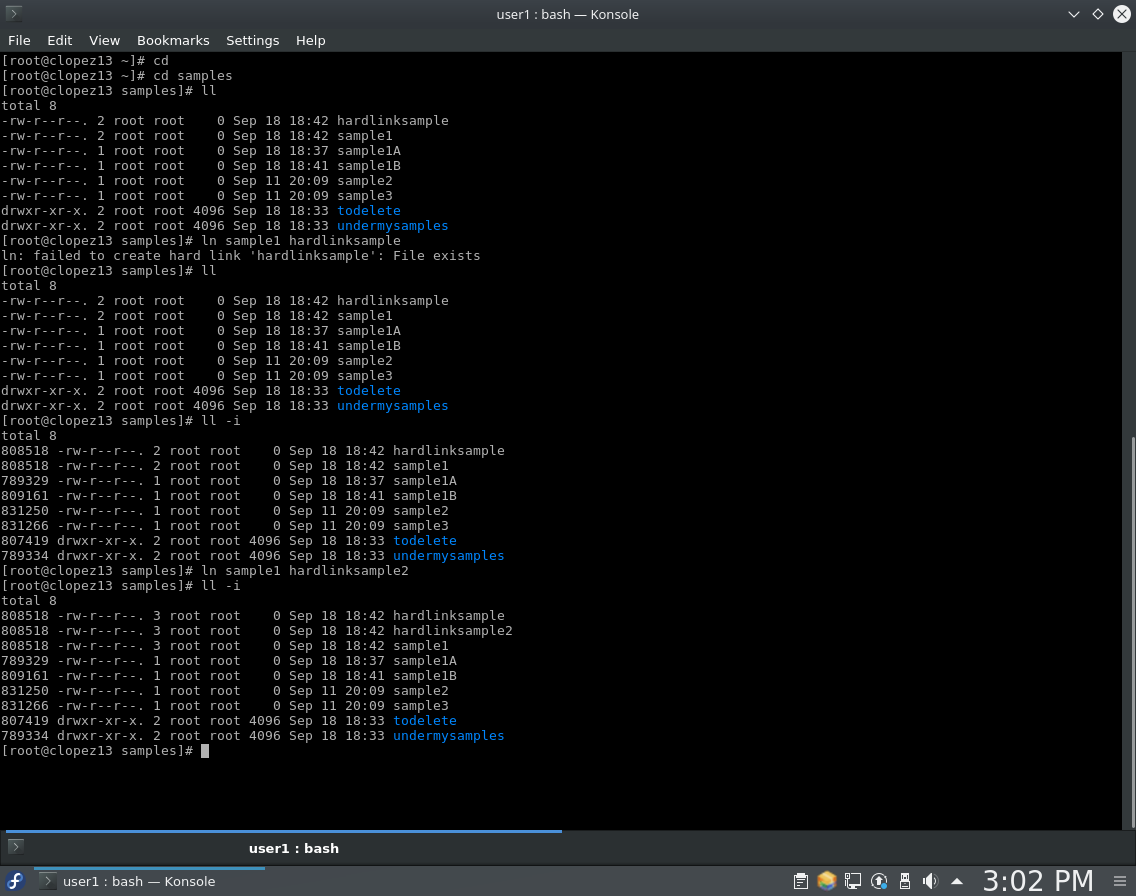 user1 : bash — Konsole
File Edit View Bookmarks Settings Help
[root@clopez13 ~]# cd
[root@clopez13 ~]# cd samples
[root@clopez13 samples]# ll
total 8
-rw-r--r--. 2 root root    0 Sep 18 18:42 hardlinksample
-rw-r--r--. 2 root root    0 Sep 18 18:42 sample1
-rw-r--r--. 1 root root    0 Sep 18 18:37 sample1A
-rw-r--r--. 1 root root    0 Sep 18 18:41 sample1B
-rw-r--r--. 1 root root    0 Sep 11 20:09 sample2
-rw-r--r--. 1 root root    0 Sep 11 20:09 sample3
drwxr-xr-x. 2 root root 4096 Sep 18 18:33 todelete
drwxr-xr-x. 2 root root 4096 Sep 18 18:33 undermysamples
[root@clopez13 samples]# ln sample1 hardlinksample
ln: failed to create hard link 'hardlinksample': File exists
[root@clopez13 samples]# ll
total 8
-rw-r--r--. 2 root root    0 Sep 18 18:42 hardlinksample
-rw-r--r--. 2 root root    0 Sep 18 18:42 sample1
-rw-r--r--. 1 root root    0 Sep 18 18:37 sample1A
-rw-r--r--. 1 root root    0 Sep 18 18:41 sample1B
-rw-r--r--. 1 root root    0 Sep 11 20:09 sample2
-rw-r--r--. 1 root root    0 Sep 11 20:09 sample3
drwxr-xr-x. 2 root root 4096 Sep 18 18:33 todelete
drwxr-xr-x. 2 root root 4096 Sep 18 18:33 undermysamples
[root@clopez13 samples]# ll -i
total 8
808518 -rw-r--r--. 2 root root    0 Sep 18 18:42 hardlinksample
808518 -rw-r--r--. 2 root root    0 Sep 18 18:42 sample1
789329 -rw-r--r--. 1 root root    0 Sep 18 18:37 sample1A
809161 -rw-r--r--. 1 root root    0 Sep 18 18:41 sample1B
831250 -rw-r--r--. 1 root root    0 Sep 11 20:09 sample2
831266 -rw-r--r--. 1 root root    0 Sep 11 20:09 sample3
807419 drwxr-xr-x. 2 root root 4096 Sep 18 18:33 todelete
789334 drwxr-xr-x. 2 root root 4096 Sep 18 18:33 undermysamples
[root@clopez13 samples]# ln sample1 hardlinksample2
[root@clopez13 samples]# ll -i
total 8
808518 -rw-r--r--. 3 root root    0 Sep 18 18:42 hardlinksample
808518 -rw-r--r--. 3 root root    0 Sep 18 18:42 hardlinksample2
808518 -rw-r--r--. 3 root root    0 Sep 18 18:42 sample1
789329 -rw-r--r--. 1 root root    0 Sep 18 18:37 sample1A
809161 -rw-r--r--. 1 root root    0 Sep 18 18:41 sample1B
831250 -rw-r--r--. 1 root root    0 Sep 11 20:09 sample2
831266 -rw-r--r--. 1 root root    0 Sep 11 20:09 sample3
807419 drwxr-xr-x. 2 root root 4096 Sep 18 18:33 todelete
789334 drwxr-xr-x. 2 root root 4096 Sep 18 18:33 undermysamples
[root@clopez13 samples]#
user1 : bash
user1 : bash — Konsole
3:02 PM